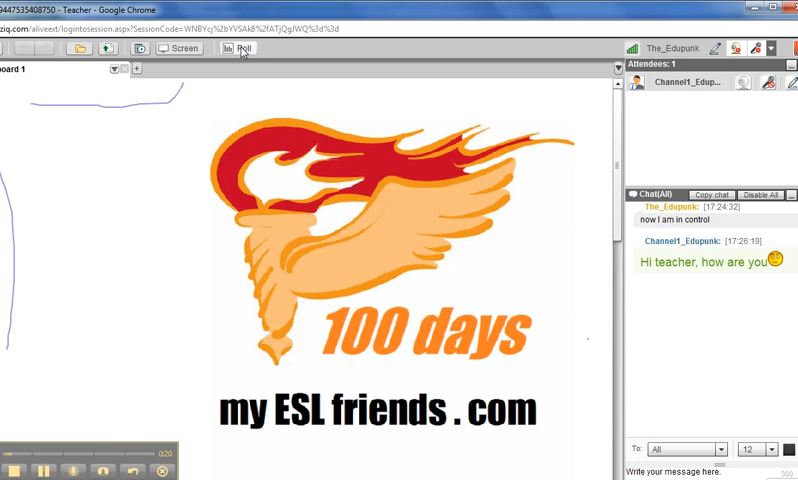 9447535408750 - Teacher - Google Chrome
ziq.com/aliveext/logintosession.aspx?SessionCode=WNBYcj%2bYVSAk8%2fATjQgJWQ%3d%3d
Screen
Poll
The_Edupunk:
oard 1
Attendees: 1
Channel1_Edup...
Chat(All)
Copy chat
Disable All
The_Edupunk: [17:24:32]
now I am in control
Channel1_Edupunk: [17:26:19]
Hi teacher, how are you
100 days
my ESL friends . com
To:
All
12
0:20
Write your message here.
300